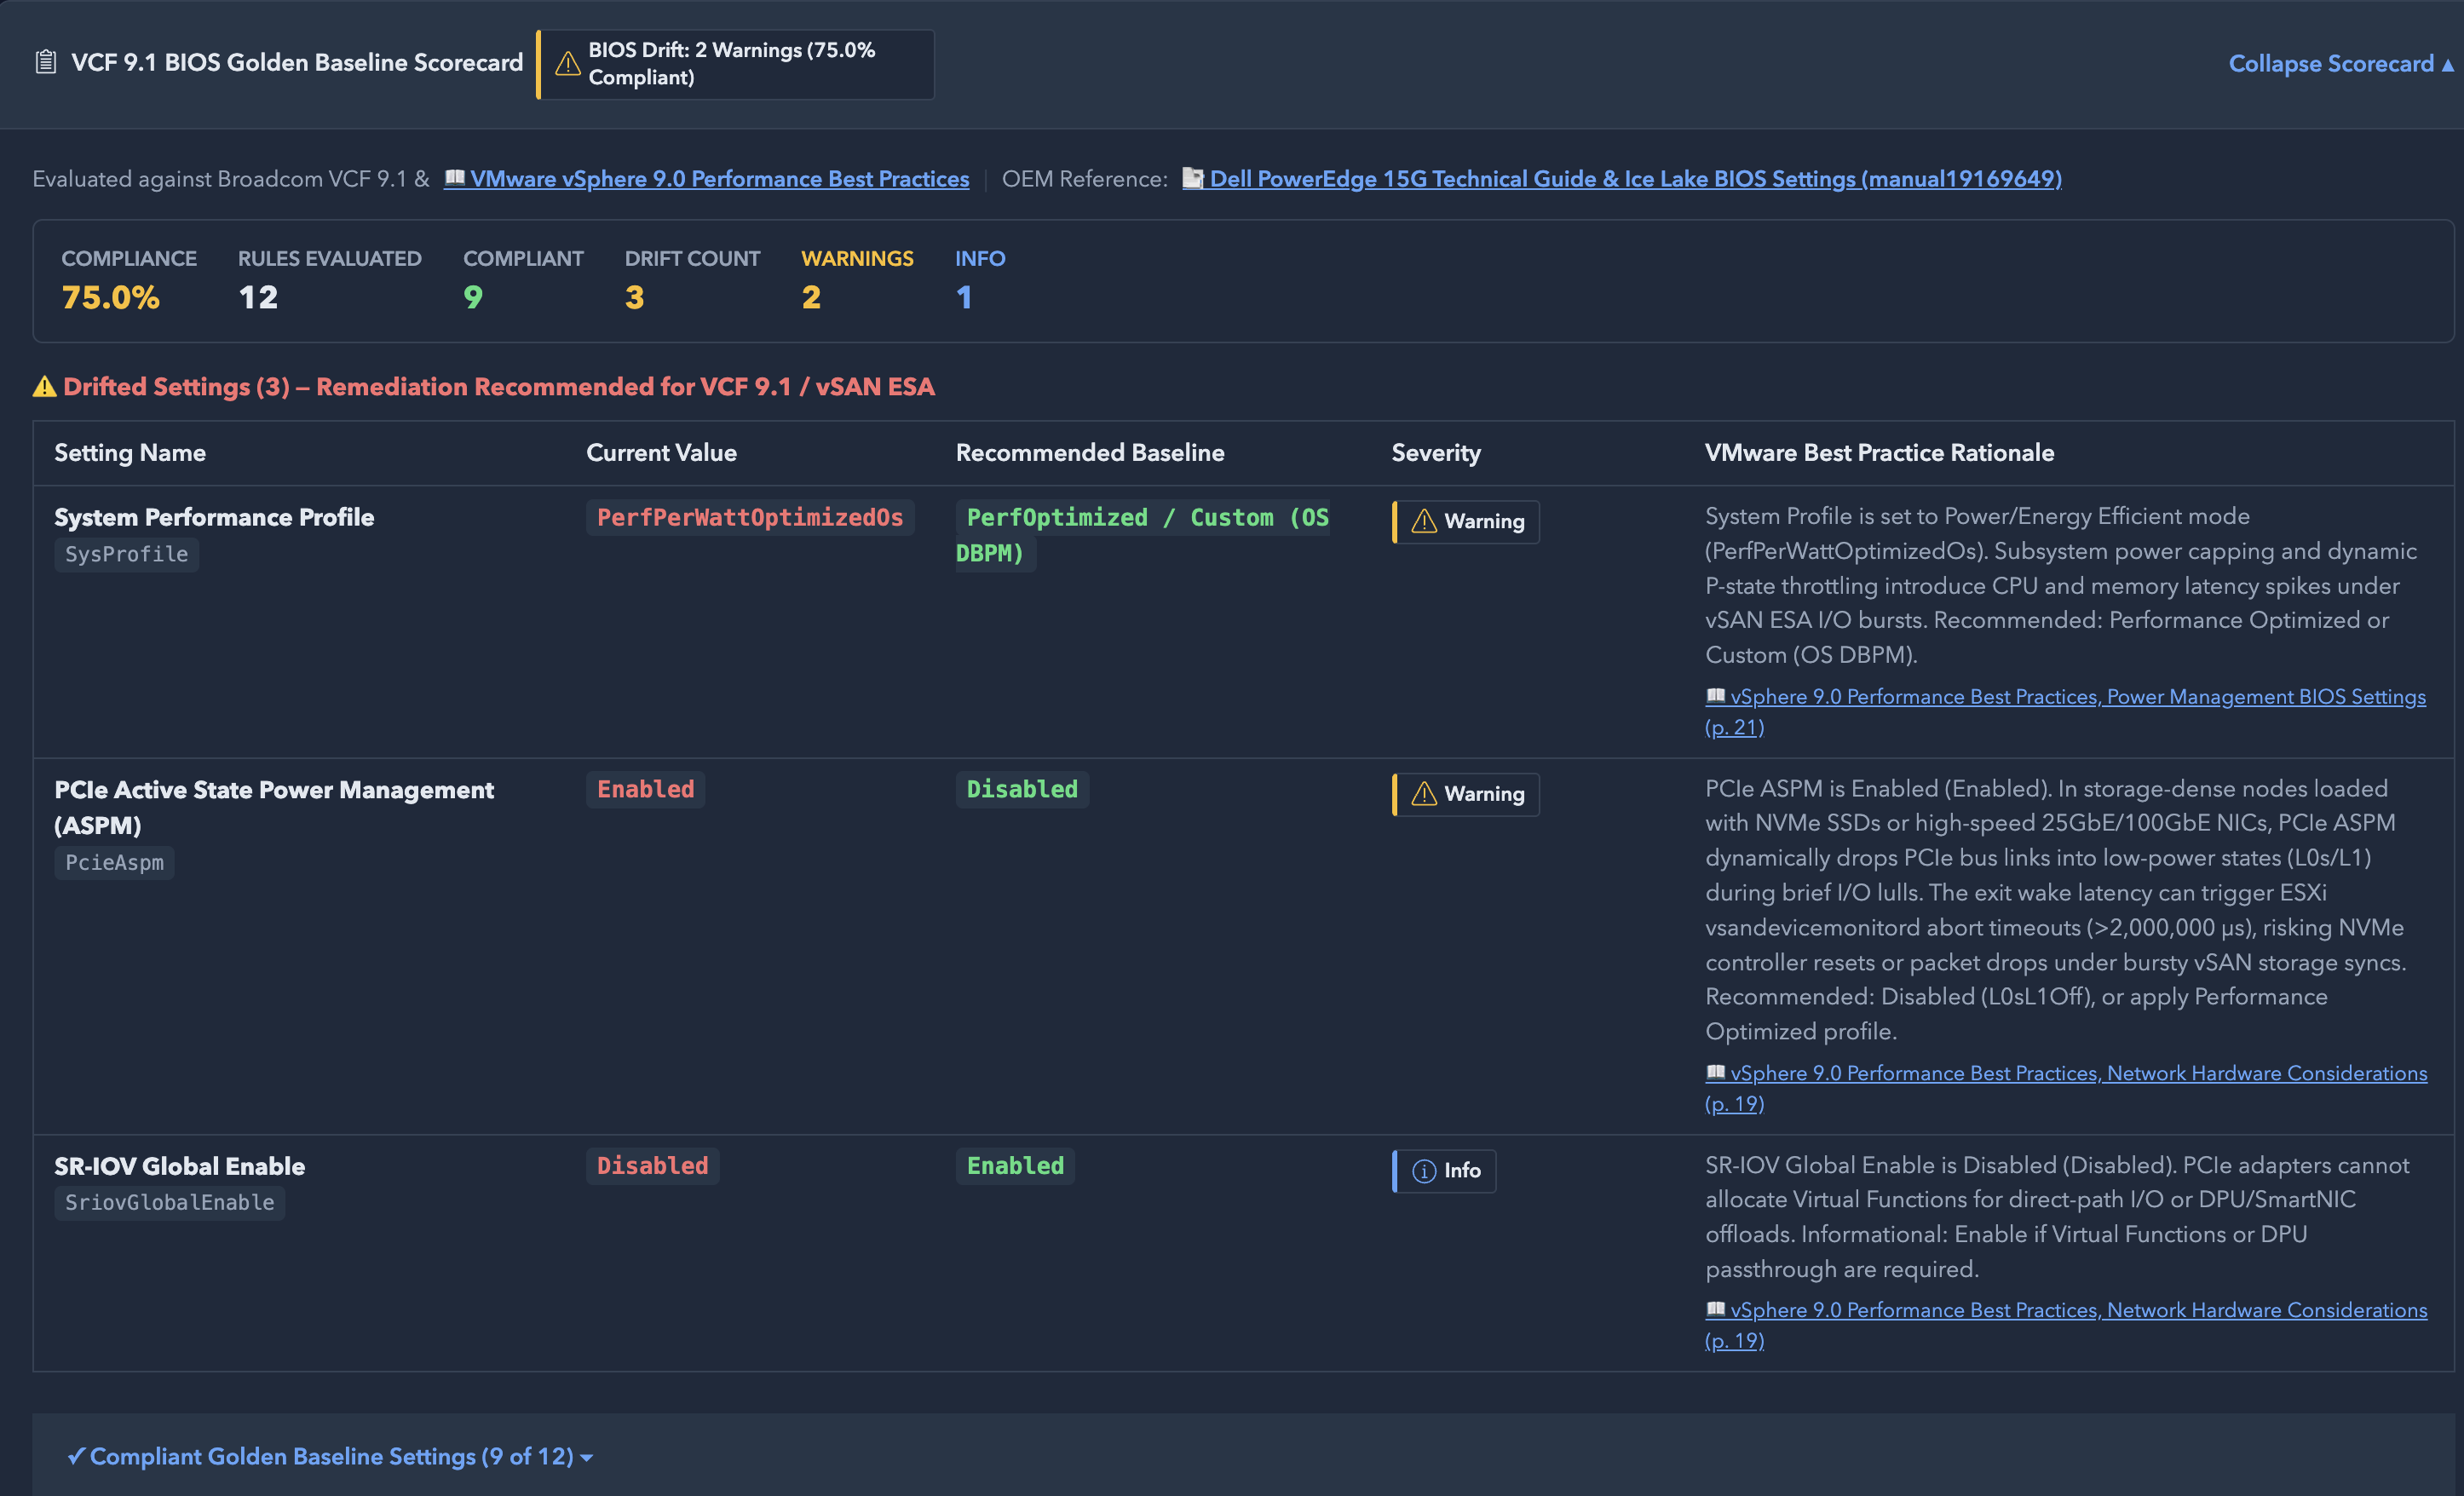 VCF 9.1 BIOS Golden Baseline Scorecard
BIOS Drift: 2 Warnings (75.0%
Compliant)
Collapse Scorecard ▲
Evaluated against Broadcom VCF 9.1 & VMware vSphere 9.0 Performance Best Practices | OEM Reference: Dell PowerEdge 15G Technical Guide & Ice Lake BIOS Settings (manual19169649)
COMPLIANCE RULES EVALUATED COMPLIANT DRIFT COUNT WARNINGS INFO
75.0% 12 9 3 2 1
Drifted Settings (3) – Remediation Recommended for VCF 9.1 / vSAN ESA
Setting Name Current Value Recommended Baseline Severity VMware Best Practice Rationale
System Performance Profile
SysProfile
PerfPerWattOptimizedOs
PerfOptimized / Custom (OS
DBPM)
Warning
System Profile is set to Power/Energy Efficient mode
(PerfPerWattOptimizedOs). Subsystem power capping and dynamic
P-state throttling introduce CPU and memory latency spikes under
vSAN ESA I/O bursts. Recommended: Performance Optimized or
Custom (OS DBPM).
vSphere 9.0 Performance Best Practices, Power Management BIOS Settings
(p. 21)
PCIe Active State Power Management
(ASPM)
PcieAspm
Enabled
Disabled
Warning
PCIe ASPM is Enabled (Enabled). In storage-dense nodes loaded
with NVMe SSDs or high-speed 25GbE/100GbE NICs, PCIe ASPM
dynamically drops PCIe bus links into low-power states (L0s/L1)
during brief I/O lulls. The exit wake latency can trigger ESXi
vsandevicemonitord abort timeouts (>2,000,000 µs), risking NVMe
controller resets or packet drops under bursty vSAN storage syncs.
Recommended: Disabled (L0sL1Off), or apply Performance
Optimized profile.
vSphere 9.0 Performance Best Practices, Network Hardware Considerations
(p. 19)
SR-IOV Global Enable
SriovGlobalEnable
Disabled
Enabled
Info
SR-IOV Global Enable is Disabled (Disabled). PCIe adapters cannot
allocate Virtual Functions for direct-path I/O or DPU/SmartNIC
offloads. Informational: Enable if Virtual Functions or DPU
passthrough are required.
vSphere 9.0 Performance Best Practices, Network Hardware Considerations
(p. 19)
✓Compliant Golden Baseline Settings (9 of 12)